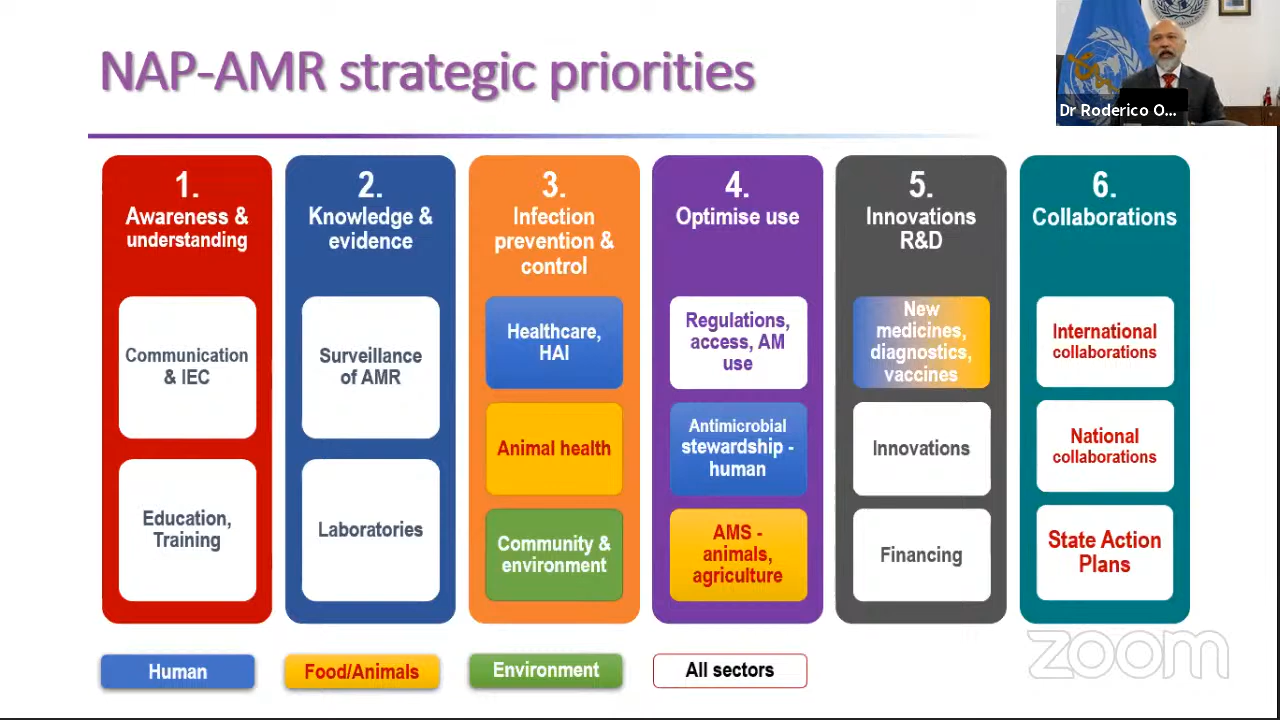 NAP-AMR strategic priorities
Dr Roderico O...
1.
Awareness &
understanding
Communication
& IEC
Education,
Training
2.
Knowledge &
evidence
Surveillance
of AMR
Laboratories
3.
Infection
prevention &
control
Healthcare,
HAI
Animal health
Community &
environment
4.
Optimise use
Regulations,
access, AM
use
Antimicrobial
stewardship -
human
AMS -
animals,
agriculture
5.
Innovations
R&D
New
medicines,
diagnostics,
vaccines
Innovations
Financing
6.
Collaborations
International
collaborations
National
collaborations
State Action
Plans
Human
Food/Animals
Environment
All sectors
zoom